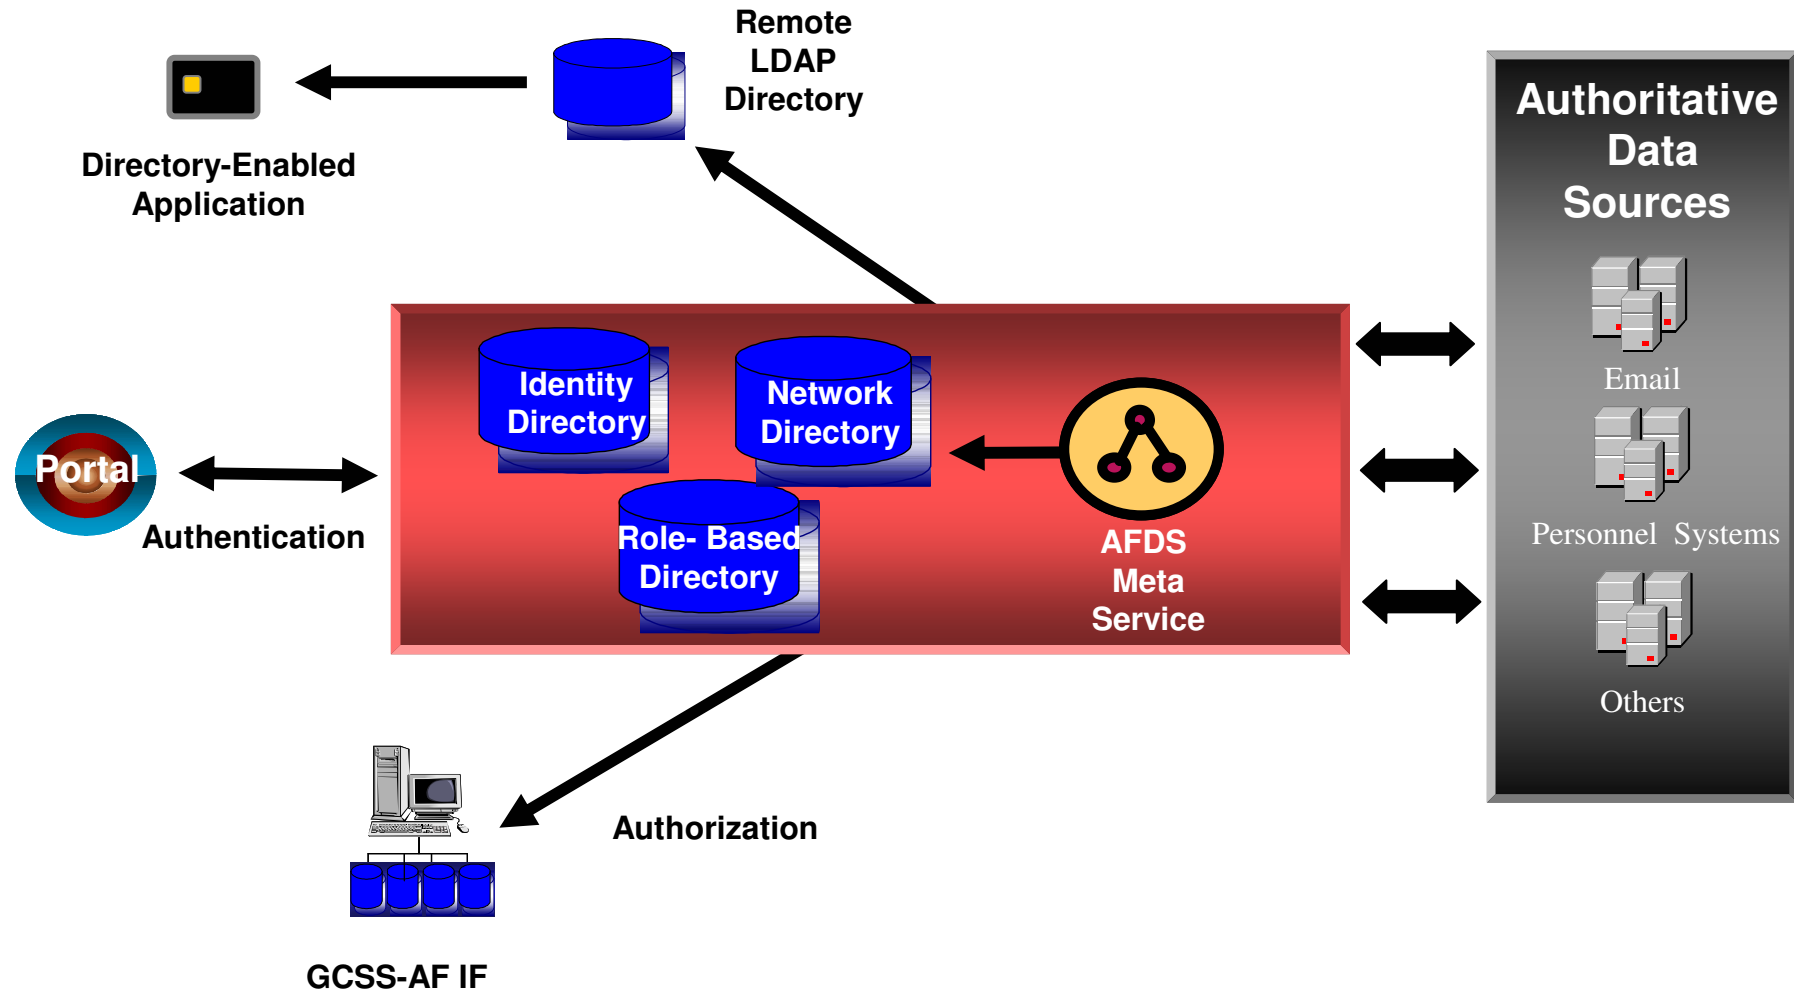 Remote
LDAP
Directory
Directory-Enabled
Application
Authoritative
Data
Sources
Email
Personnel Systems
Others
Identity
Directory
Network
Directory
Role- Based
Directory
AFDS
Meta
Service
Portal
Authentication
Authorization
GCSS-AF IF